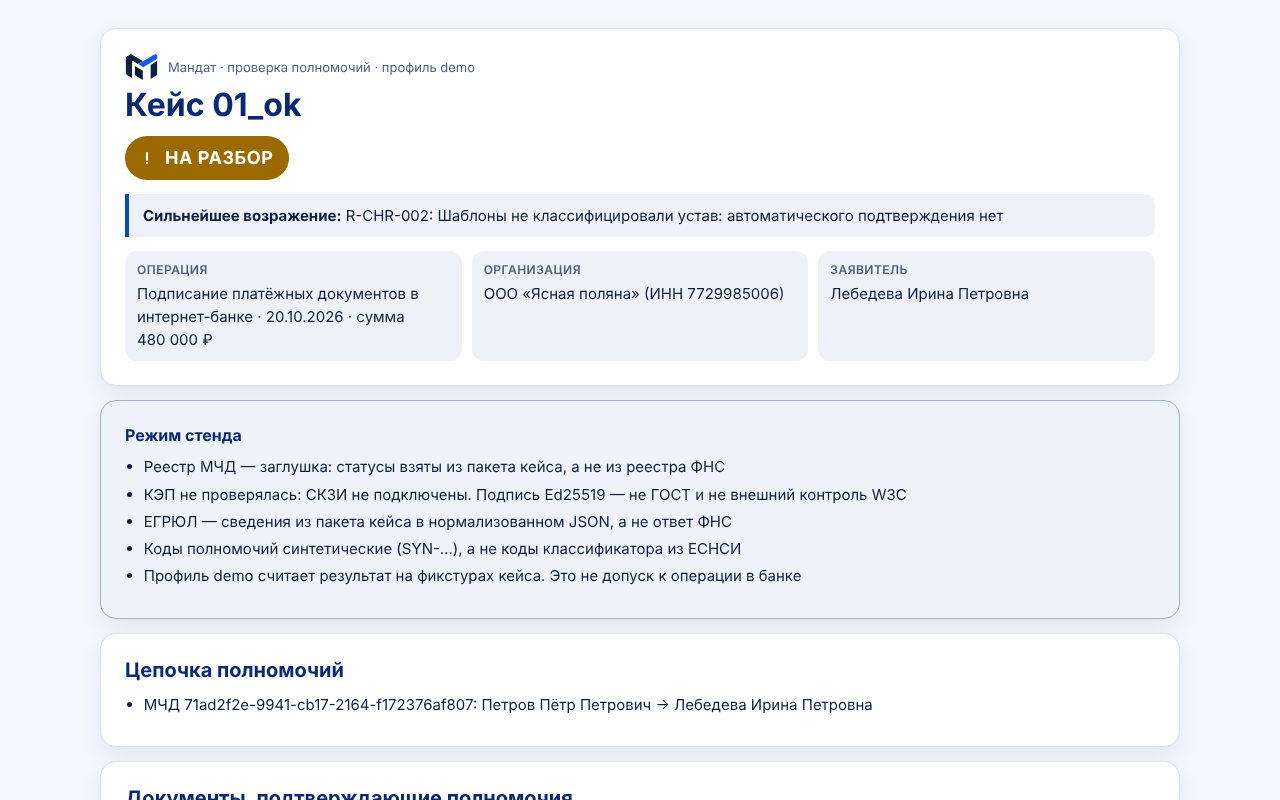 Мандат · проверка полномочий · профиль demo
Кейс 01_ok
! НА РАЗБОР
Сильнейшее возражение: R-CHR-002: Шаблоны не классифицировали устав: автоматического подтверждения нет
ОПЕРАЦИЯ
Подписание платёжных документов в
интернет-банке · 20.10.2026 · сумма
480 000 ₽
ОРГАНИЗАЦИЯ
ООО «Ясная поляна» (ИНН 7729985006)
ЗАЯВИТЕЛЬ
Лебедева Ирина Петровна
Режим стенда
• Реестр МЧД — заглушка: статусы взяты из пакета кейса, а не из реестра ФНС
• КЭП не проверялась: СКЗИ не подключены. Подпись Ed25519 — не ГОСТ и не внешний контроль W3C
• ЕГРЮЛ — сведения из пакета кейса в нормализованном JSON, а не ответ ФНС
• Коды полномочий синтетические (SYN-…), а не коды классификатора из ЕСНСИ
• Профиль demo считает результат на фикстурах кейса. Это не допуск к операции в банке
Цепочка полномочий
• МЧД 71ad2f2e-9941-cb17-2164-f172376af807: Петров Пётр Петрович → Лебедева Ирина Петровна
Документы, подтверждающие полномочия